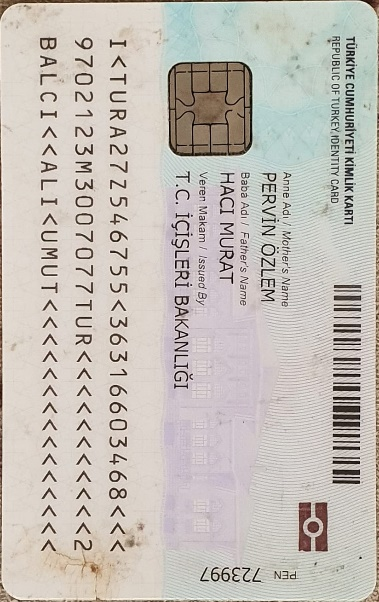 TÜRKİYE CUMHURİYETİ KİMLİK KARTI
REPUBLIC OF TURKEY IDENTITY CARD
Anne Adı / Mother's Name
PERVİN ÖZLEM
Baba Adı / Father's Name
HACI MURAT
Veren Makam / Issued By
T.C. İÇİŞLERİ BAKANLIĞI
PEN 723997
I<TURA27Z546755<36316603468<<<
9702123M3007077TUR<<<<<<<<<<<2
BALCI<<ALI<UMUT<<<<<<<<<<<<<<<